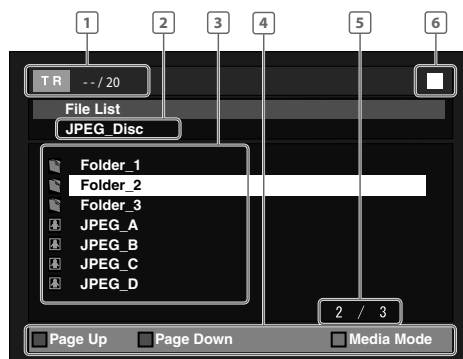 1 2 3 4 5 6
TR --/20
File List
JPEG_Disc
Folder_1
Folder_2
Folder_3
JPEG_A
JPEG_B
JPEG_C
JPEG_D
2 / 3
Page Up Page Down Media Mode